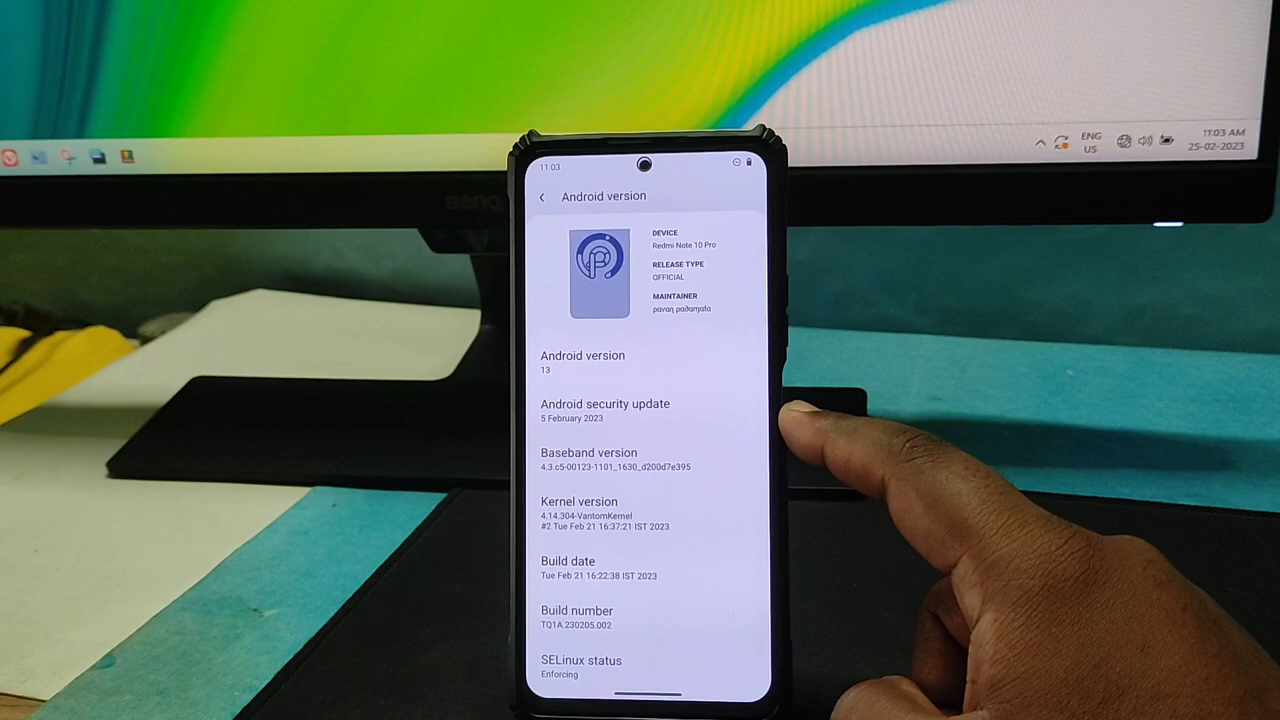 ENG
US
11:03 AM
25-02-2023
BenQ
11:03
Android version
DEVICE
Redmi Note 10 Pro
RELEASE TYPE
OFFICIAL
MAINTAINER
ραναη ραδαmata
Android version
13
Android security update
5 February 2023
Baseband version
4.3.c5-00123-1101_1630_d200d7e395
Kernel version
4.14.304-VantomKernel
#2 Tue Feb 21 16:37:21 IST 2023
Build date
Tue Feb 21 16:22:38 IST 2023
Build number
TQ1A.230205.002
SELinux status
Enforcing